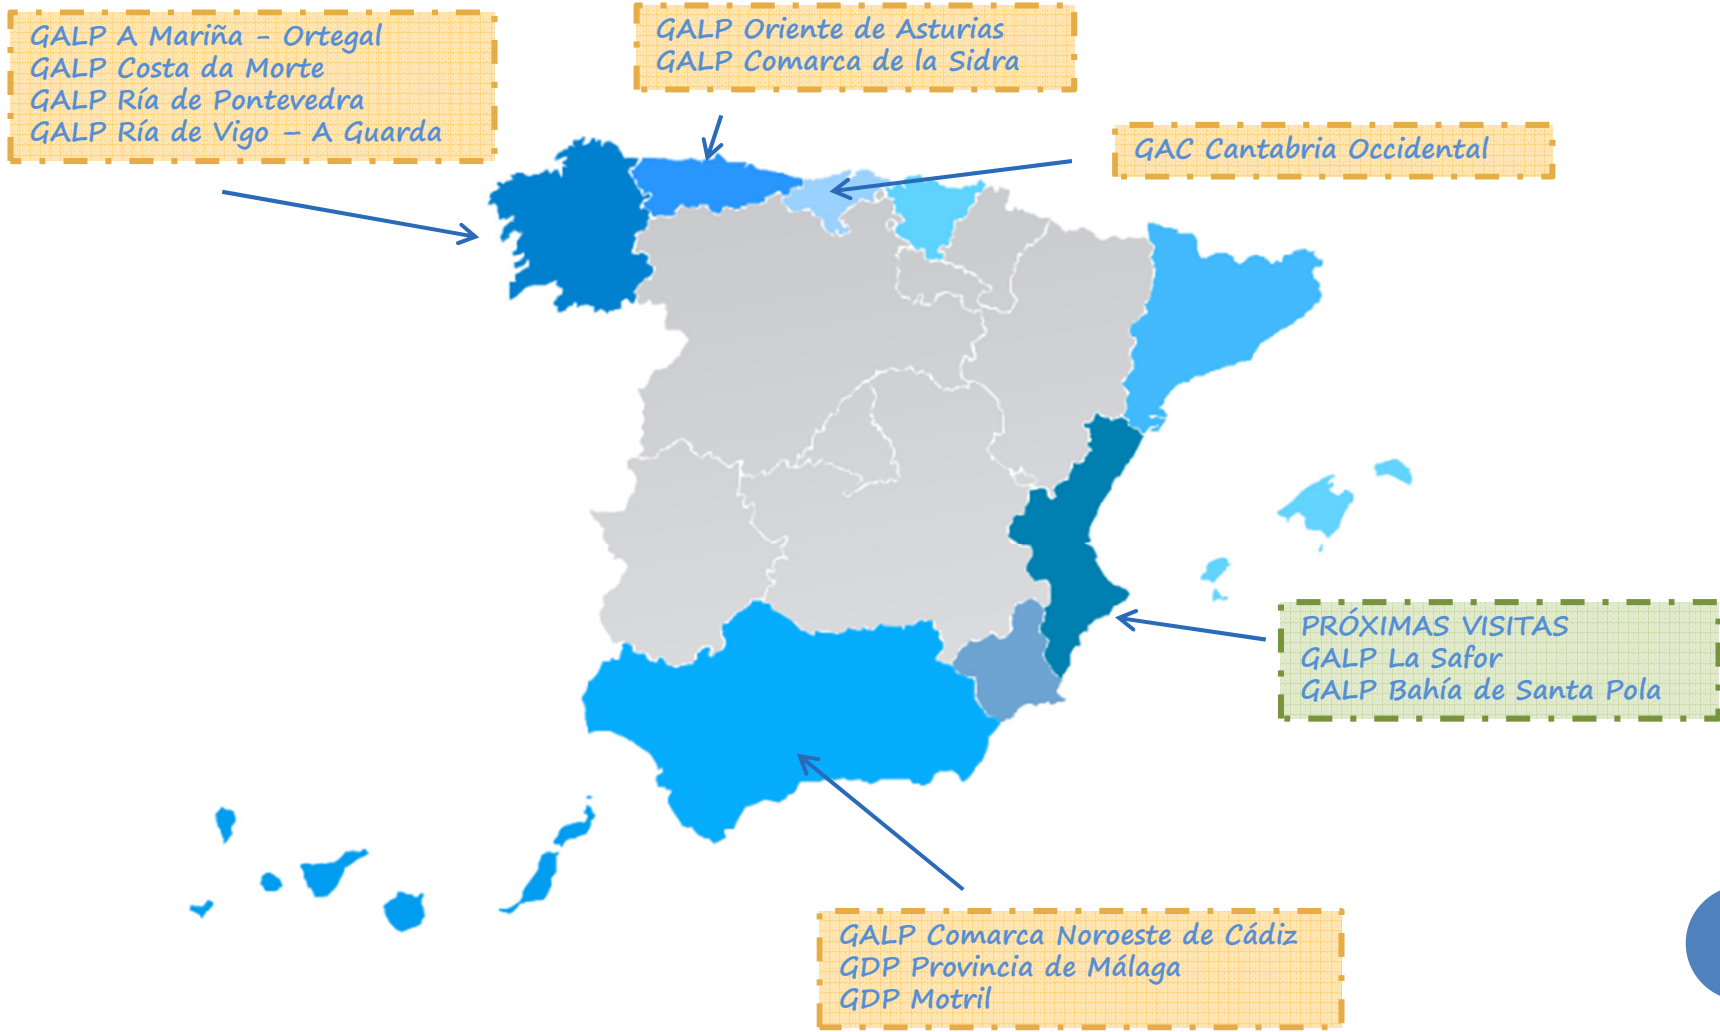 GALP A Mariña - Ortegal
GALP Costa da Morte
GALP Ría de Pontevedra
GALP Ría de Vigo – A Guarda
GALP Oriente de Asturias
GALP Comarca de la Sidra
GAC Cantabria Occidental
PRÓXIMAS VISITAS
GALP La Safor
GALP Bahía de Santa Pola
GALP Comarca Noroeste de Cádiz
GDP Provincia de Málaga
GDP Motril